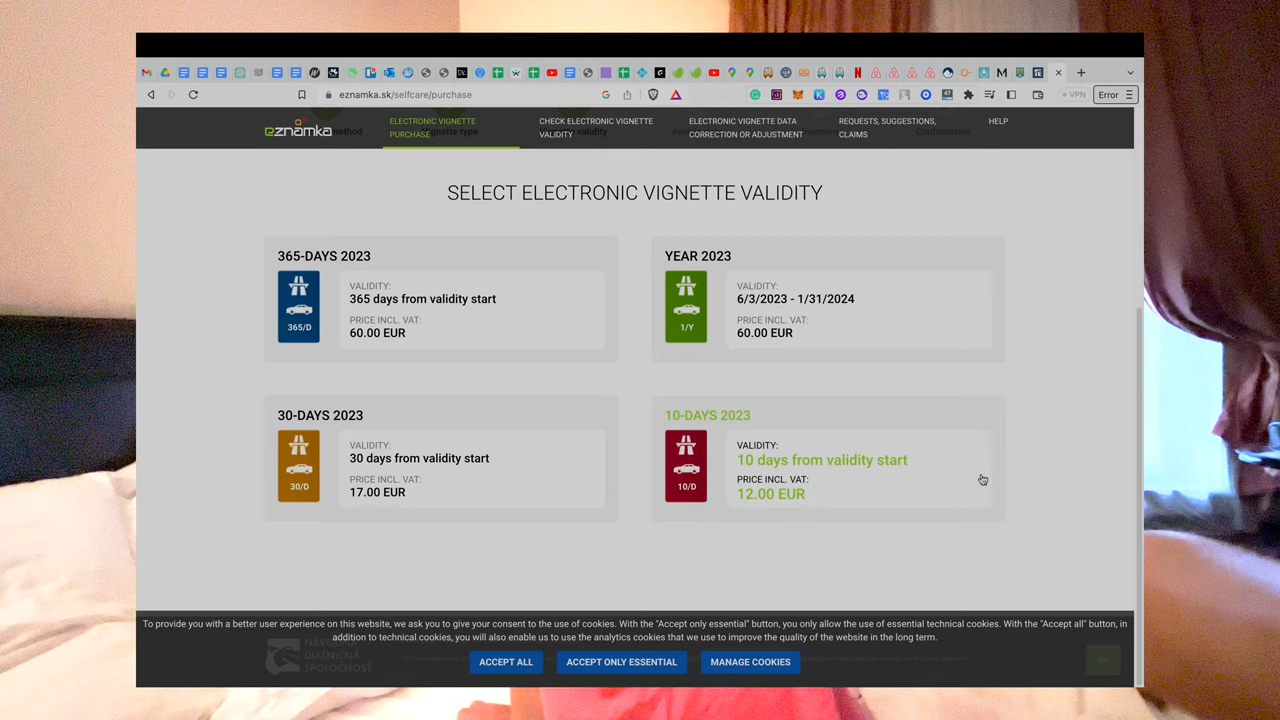 eznamka.sk/selfcare/purchase
VPN
Error
eznamka
ELECTRONIC VIGNETTE
PURCHASE
CHECK ELECTRONIC VIGNETTE
VALIDITY
ELECTRONIC VIGNETTE DATA
CORRECTION OR ADJUSTMENT
REQUESTS, SUGGESTIONS,
CLAIMS
HELP
SELECT ELECTRONIC VIGNETTE VALIDITY
365-DAYS 2023
365/D
VALIDITY:
365 days from validity start
PRICE INCL. VAT:
60.00 EUR
YEAR 2023
1/Y
VALIDITY:
6/3/2023 - 1/31/2024
PRICE INCL. VAT:
60.00 EUR
30-DAYS 2023
30/D
VALIDITY:
30 days from validity start
PRICE INCL. VAT:
17.00 EUR
10-DAYS 2023
10/D
VALIDITY:
10 days from validity start
PRICE INCL. VAT:
12.00 EUR
To provide you with a better user experience on this website, we ask you to give your consent to the use of cookies. With the "Accept only essential" button, you only allow the use of essential technical cookies. With the "Accept all" button, in
addition to technical cookies, you will also enable us to use the analytics cookies that we use to improve the quality of the website in the long term.
NÁRODNÁ
DIAĽNIČNÁ
SPOLOČNOSŤ
ACCEPT ALL
ACCEPT ONLY ESSENTIAL
MANAGE COOKIES